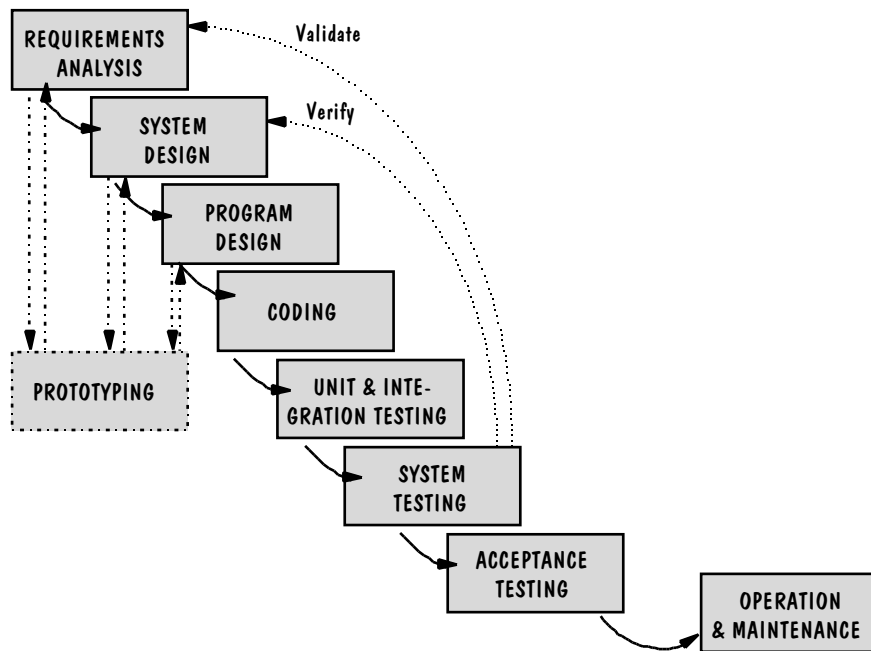 REQUIREMENTS
ANALYSIS
Validate
SYSTEM
DESIGN
Verify
PROGRAM
DESIGN
CODING
PROTOTYPING
UNIT & INTE-
GRATION TESTING
SYSTEM
TESTING
ACCEPTANCE
TESTING
OPERATION
& MAINTENANCE